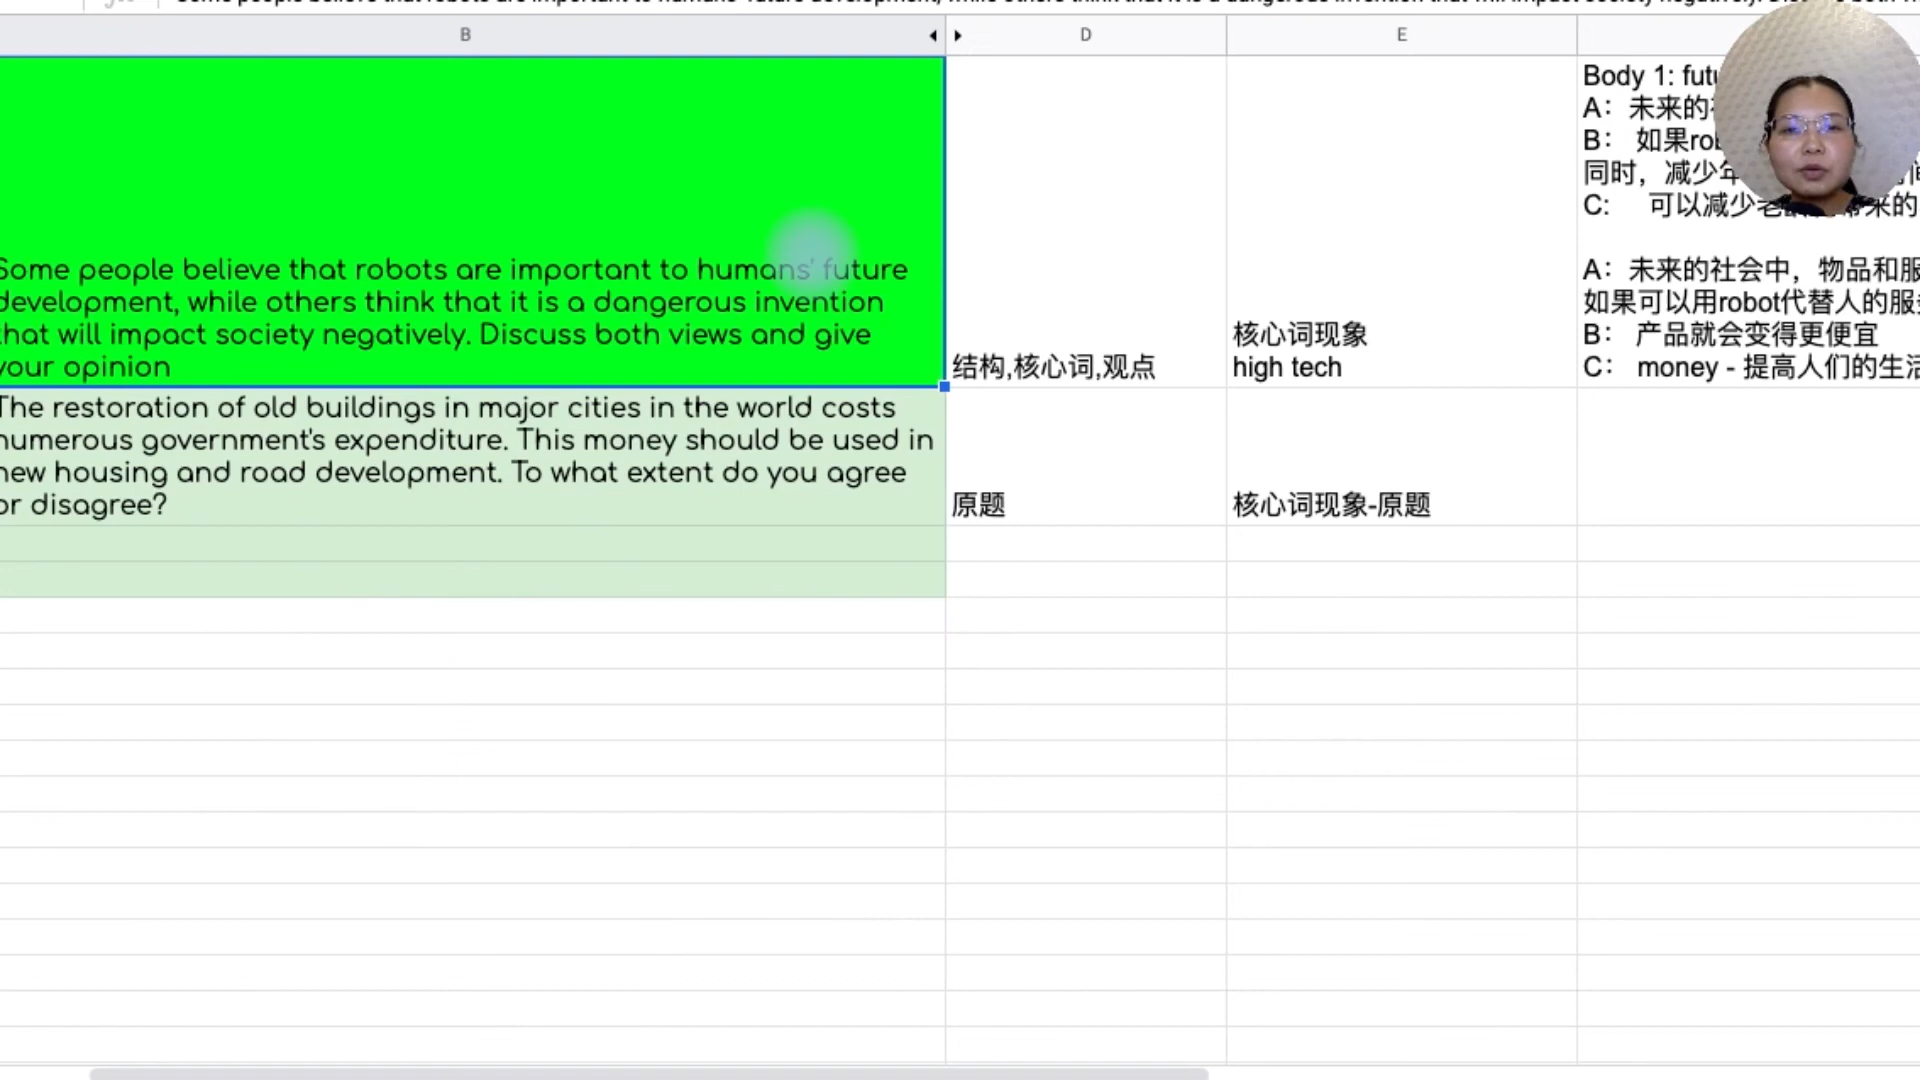 B
D
E
Some people believe that robots are important to humans' future
development, while others think that it is a dangerous invention
that will impact society negatively. Discuss both views and give
your opinion
结构,核心词,观点
核心词现象
high tech
Body 1:
A：未来的
B： 如果
同时，减少年
C: 可以减少老
来的
A：未来的社会中，物品和服
如果可以用robot代替人的服
B： 产品就会变得更便宜
C： money - 提高人们的生活
The restoration of old buildings in major cities in the world costs
numerous government's expenditure. This money should be used in
new housing and road development. To what extent do you agree
or disagree?
原题
核心词现象-原题